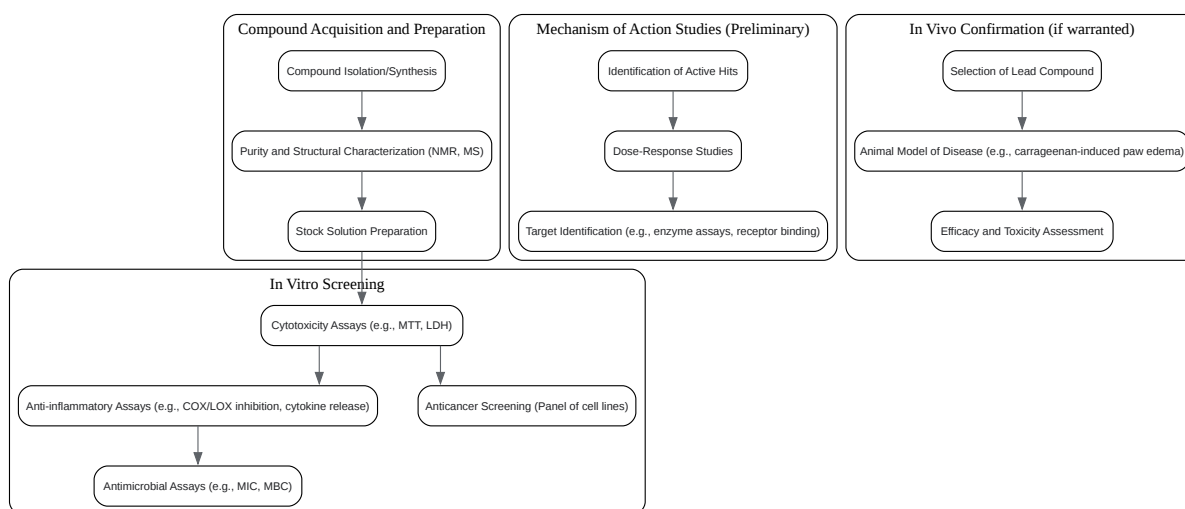 Compound Acquisition and Preparation
Compound Isolation/Synthesis
Purity and Structural Characterization (NMR, MS)
Stock Solution Preparation
Mechanism of Action Studies (Preliminary)
Identification of Active Hits
Dose-Response Studies
Target Identification (e.g., enzyme assays, receptor binding)
In Vivo Confirmation (if warranted)
Selection of Lead Compound
Animal Model of Disease (e.g., carrageenan-induced paw edema)
Efficacy and Toxicity Assessment
In Vitro Screening
Cytotoxicity Assays (e.g., MTT, LDH)
Anti-inflammatory Assays (e.g., COX/LOX inhibition, cytokine release)
Anticancer Screening (Panel of cell lines)
Antimicrobial Assays (e.g., MIC, MBC)